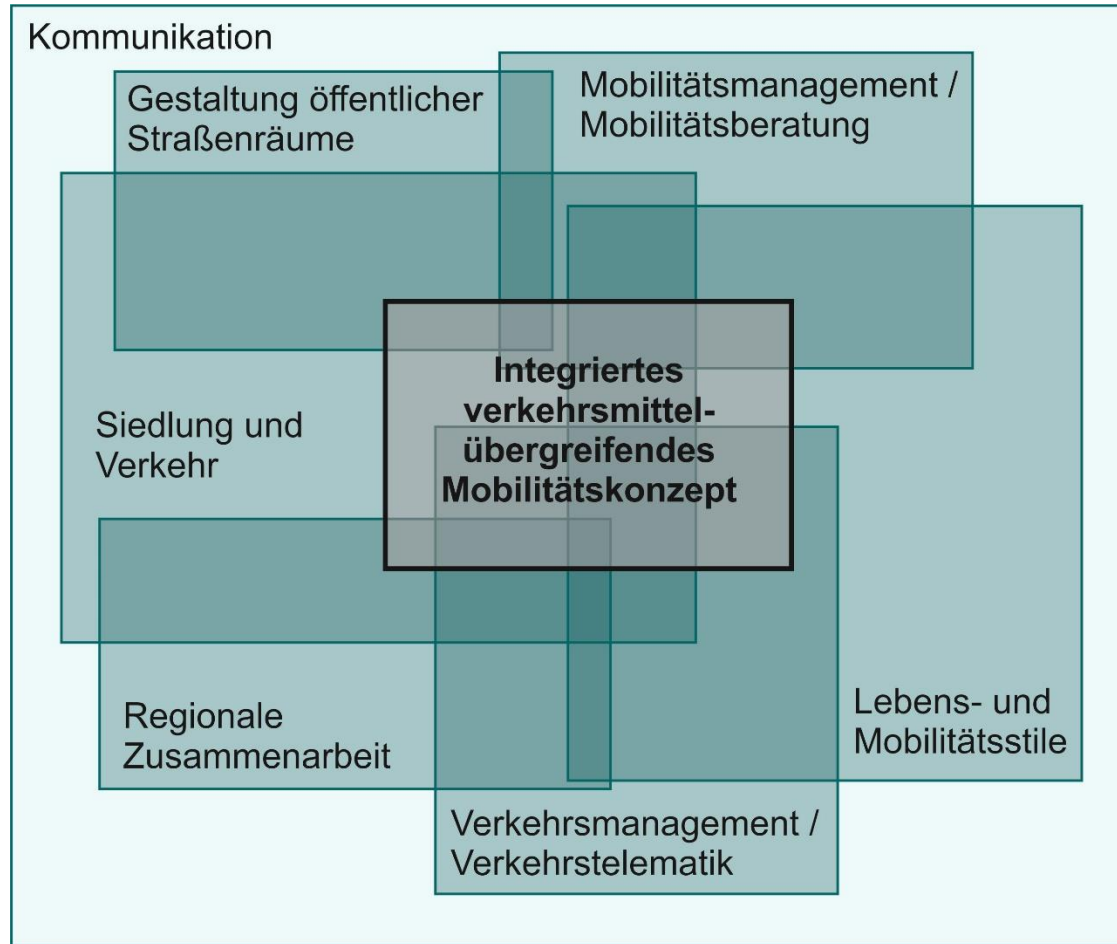 Kommunikation
Gestaltung öffentlicher
Straßenräume
Mobilitätsmanagement /
Mobilitätsberatung
Integriertes
verkehrsmittel-
übergreifendes
Mobilitätskonzept
Siedlung und
Verkehr
Regionale
Zusammenarbeit
Lebens- und
Mobilitätsstile
Verkehrsmanagement /
Verkehrstelematik